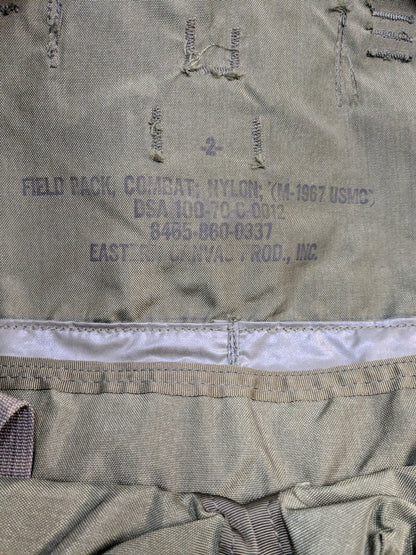 -2-
FIELD PACK, COMBAT; NYLON; (M-1967 USMC)
DSA 100-70-C-0012
8465-860-0337
EASTERN CANVAS PROD., INC.